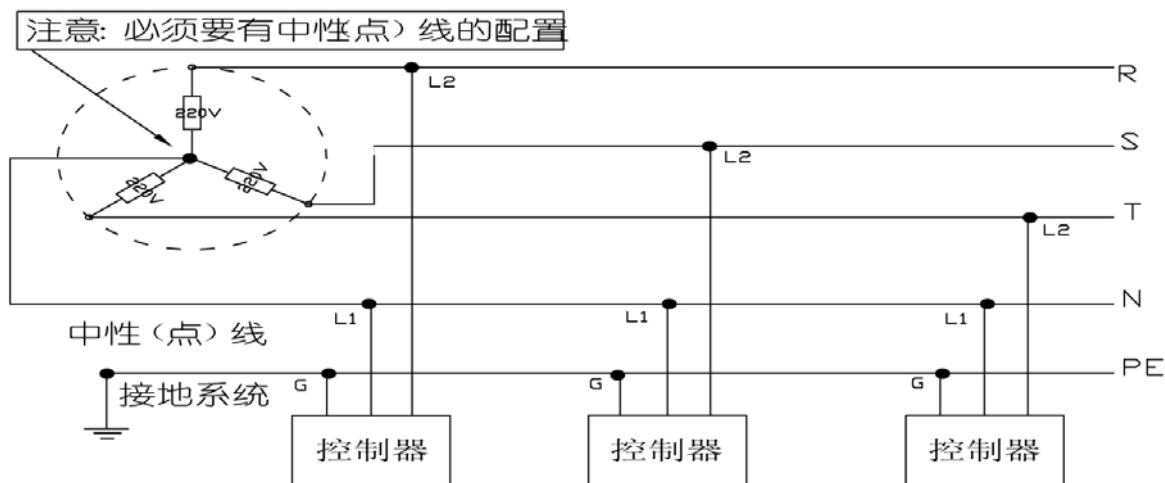 注意: 必须要有中性(点）线的配置
L2
R
220V
S
L2
220V
220V
T
L2
N
L1
L1
L1
中性（点）线
PE
G
G
G
接地系统
控制器
控制器
控制器